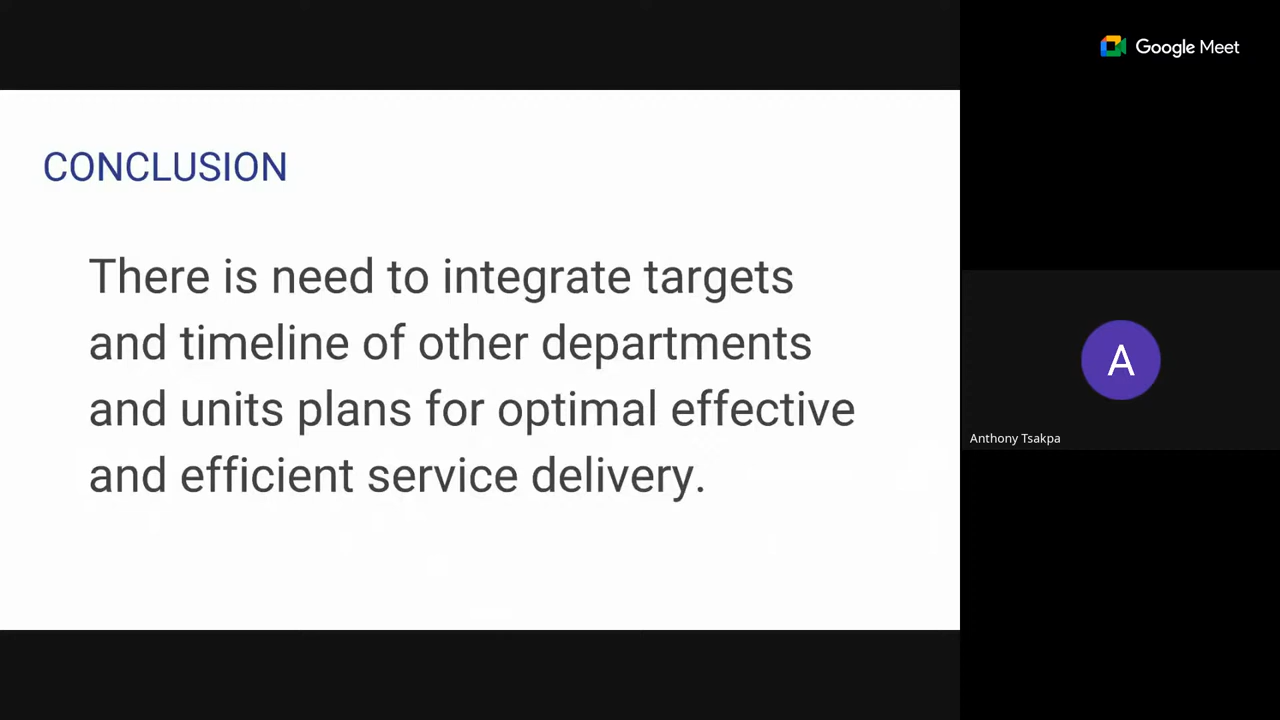 Google Meet
CONCLUSION
There is need to integrate targets
and timeline of other departments
and units plans for optimal effective
and efficient service delivery.
A
Anthony Tsakpa